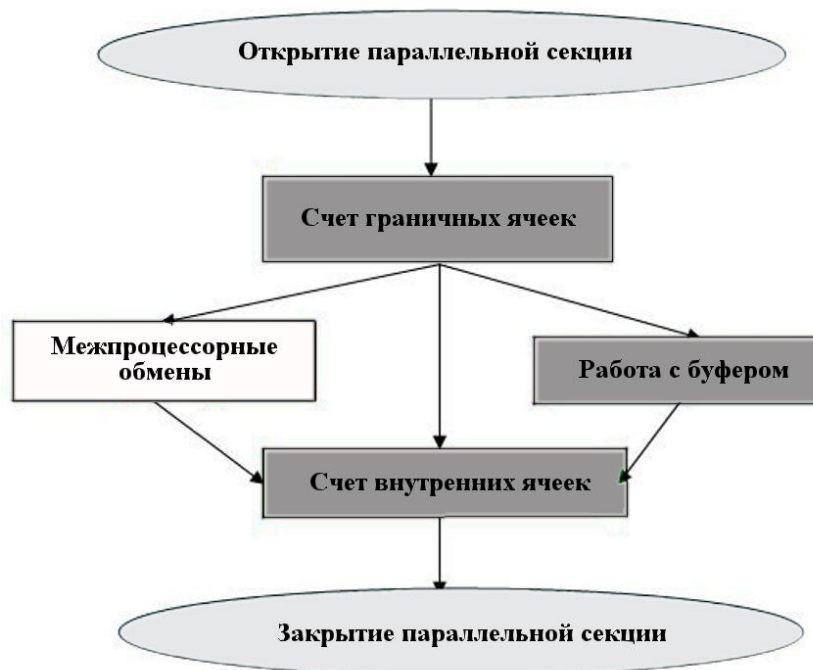 Открытие параллельной секции
Счет граничных ячеек
Межпроцессорные
обмены
Работа с буфером
Счет внутренних ячеек
Закрытие параллельной секции